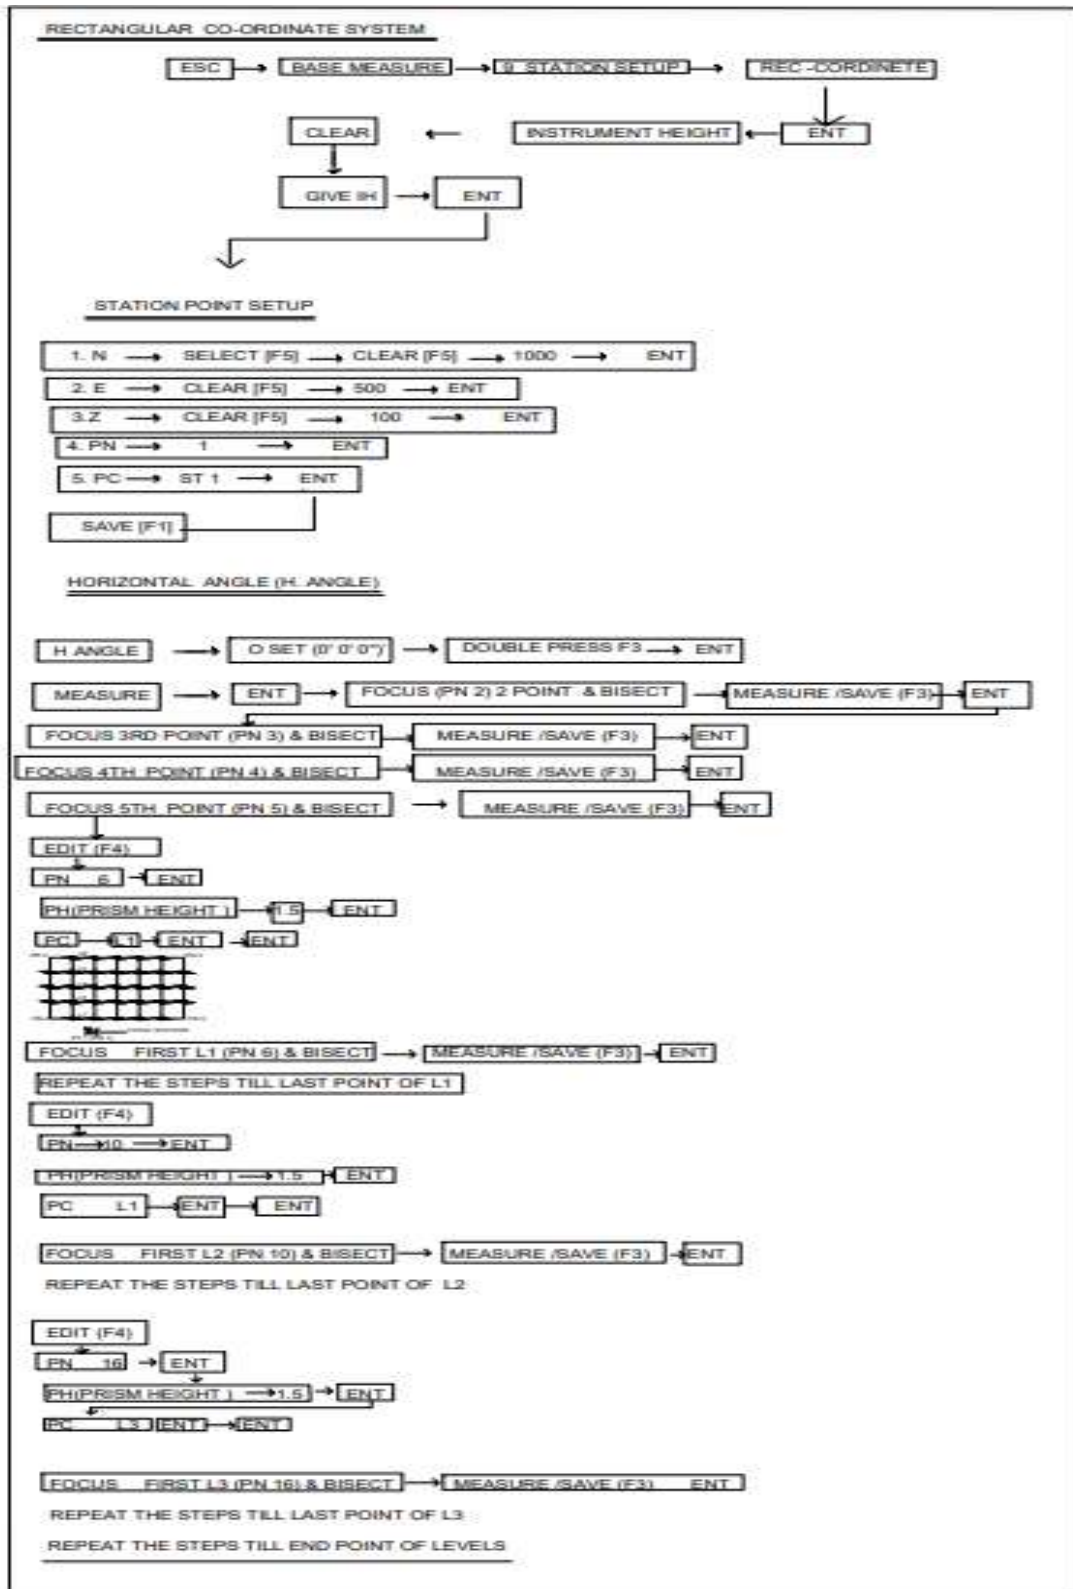 RECTANGULAR CO-ORDINATE SYSTEM
ESC BASE MEASURE 9 STATION SETUP REC -CORDINETE
CLEAR INSTRUMENT HEIGHT ENT
GIVE IH ENT
STATION POINT SETUP
1. N SELECT [F5] CLEAR [F5] 1000 ENT
2. E CLEAR [F5] 500 ENT
3.Z CLEAR [F5] 100 ENT
4. PN 1 ENT
5. PC ST 1 ENT
SAVE [F1]
HORIZONTAL ANGLE (H. ANGLE)
H ANGLE O SET (0' 0' 0") DOUBLE PRESS F3 ENT
MEASURE ENT FOCUS (PN 2) 2 POINT & BISECT MEASURE /SAVE (F3) ENT
FOCUS 3RD POINT (PN 3) & BISECT MEASURE /SAVE (F3) ENT
FOCUS 4TH POINT (PN 4) & BISECT MEASURE /SAVE (F3) ENT
FOCUS 5TH POINT (PN 5) & BISECT MEASURE /SAVE (F3) ENT
EDIT (F4)
PN 6 ENT
PH(PRISM HEIGHT ) 1.5 ENT
PC L1 ENT ENT
FOCUS FIRST L1 (PN 6) & BISECT MEASURE /SAVE (F3) ENT
REPEAT THE STEPS TILL LAST POINT OF L1
EDIT (F4)
PN 10 ENT
PH(PRISM HEIGHT ) 1.5 ENT
PC L1 ENT ENT
FOCUS FIRST L2 (PN 10) & BISECT MEASURE /SAVE (F3) ENT
REPEAT THE STEPS TILL LAST POINT OF L2
EDIT (F4)
PN 16 ENT
PH(PRISM HEIGHT ) 1.5 ENT
PC L3 ENT ENT
FOCUS FIRST L3 (PN 16) & BISECT MEASURE /SAVE (F3) ENT
REPEAT THE STEPS TILL LAST POINT OF L3
REPEAT THE STEPS TILL END POINT OF LEVELS